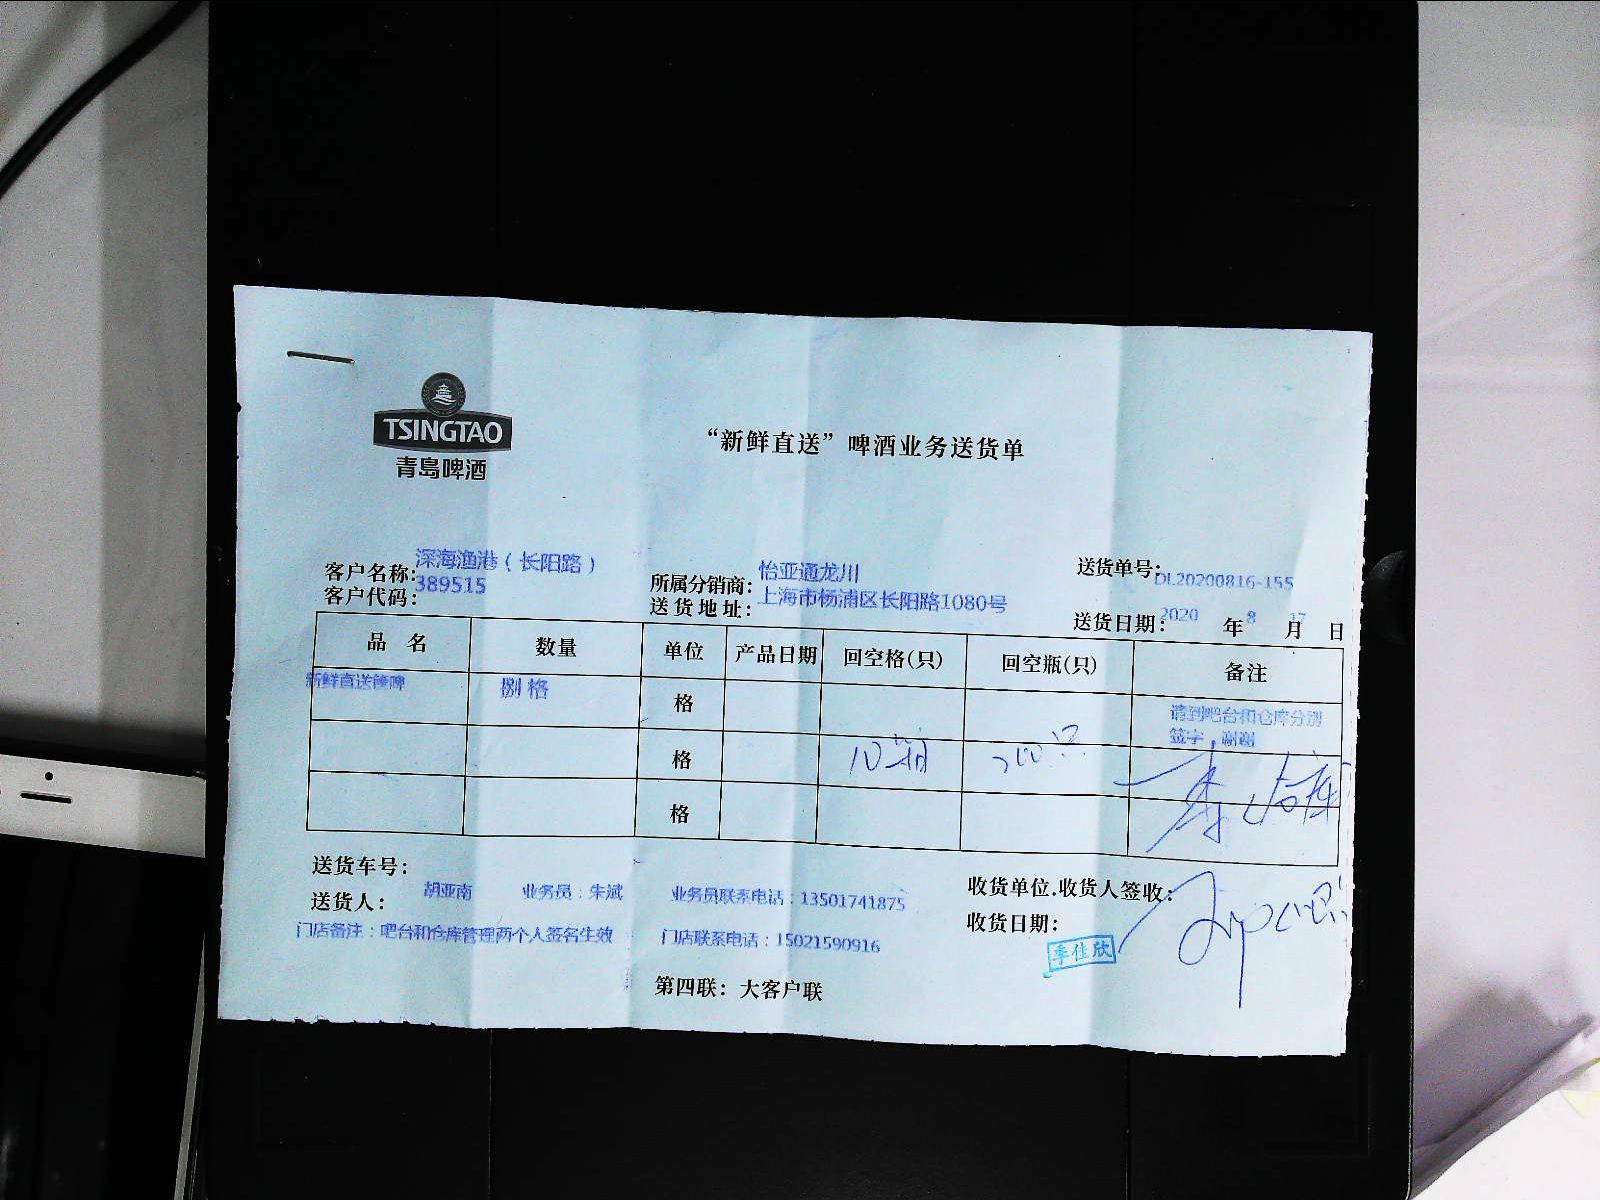 TSINGTAO
青岛啤酒
“新鲜直送”啤酒业务送货单
客户名称: 深海渔港（长阳路）
所属分销商: 怡亚通龙川
送货单号: DL20200816-155
客户代码: 389515
送货地址: 上海市杨浦区长阳路1080号
送货日期: 2020 年 8 月 17 日
品 名 数量 单位 产品日期 回空格(只) 回空瓶(只) 备注
新鲜直送 捌格 格 请到吧台和仓库分别
签字，谢谢
格 10箱
格
送货车号:
送货人: 胡亚南 业务员：朱斌 业务员联系电话：13501741875 收货单位.收货人签收:
收货日期:
门店备注：吧台和仓库管理两个人签名生效 门店联系电话：15021590916
季佳欣
第四联：大客户联